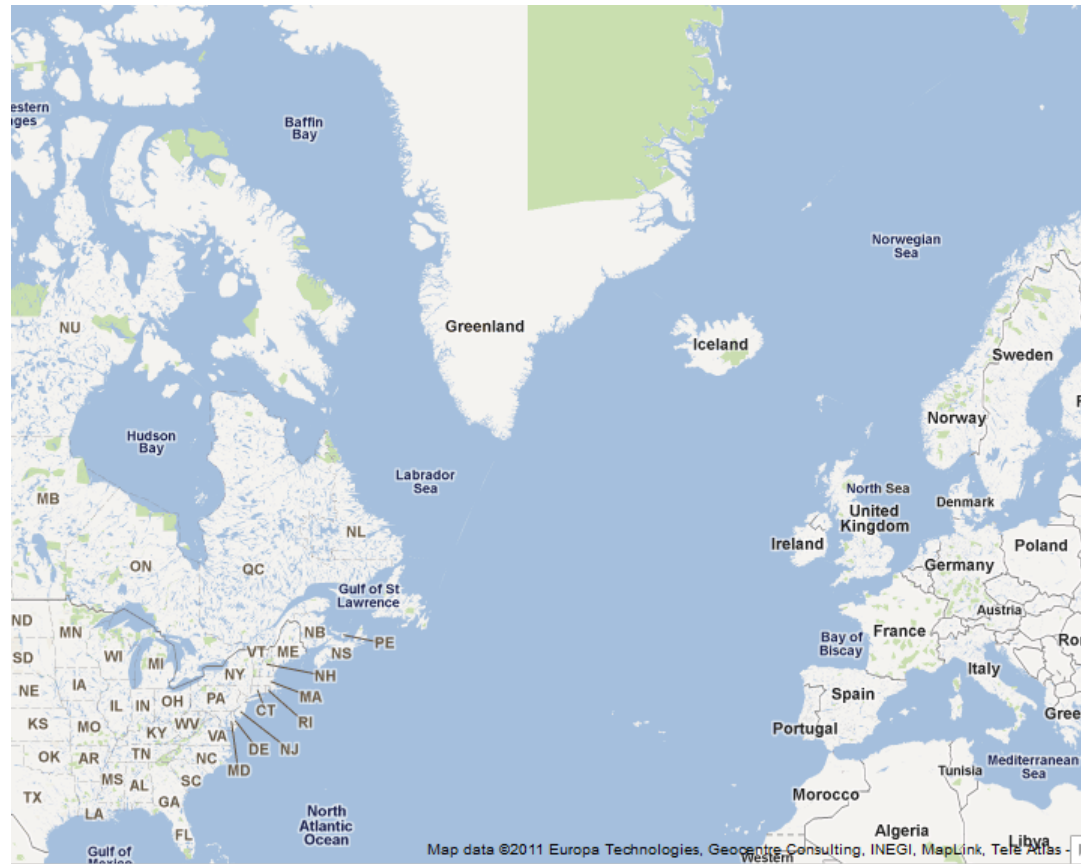 estern
ages
Baffin
Bay
Norwegian
Sea
NU
Greenland
Iceland
Sweden
Norway
Hudson
Bay
Labrador
Sea
North Sea
Denmark
MB
United
Kingdom
NL
Ireland
Poland
ON
QC
Germany
Gulf of St
Lawrence
Austria
ND
MN
NB
PE
France
Bay of
Biscay
Ro
SD
WI
MI
VT
ME
NS
NH
Italy
NE
IA
NY
MA
Spain
IL
IN
OH
PA
CT
RI
Gree
KS
MO
WV
KY
VA
DE
NJ
Portugal
OK
AR
TN
NC
MD
Tunisia
Mediterranean
Sea
MS
AL
SC
TX
GA
Morocco
LA
North
Atlantic
Ocean
FL
Algeria
Libya
Gulf of
Mexico
Map data ©2011 Europa Technologies, Geocentre Consulting, INEGI, MapLink, Tele Atlas -
Western